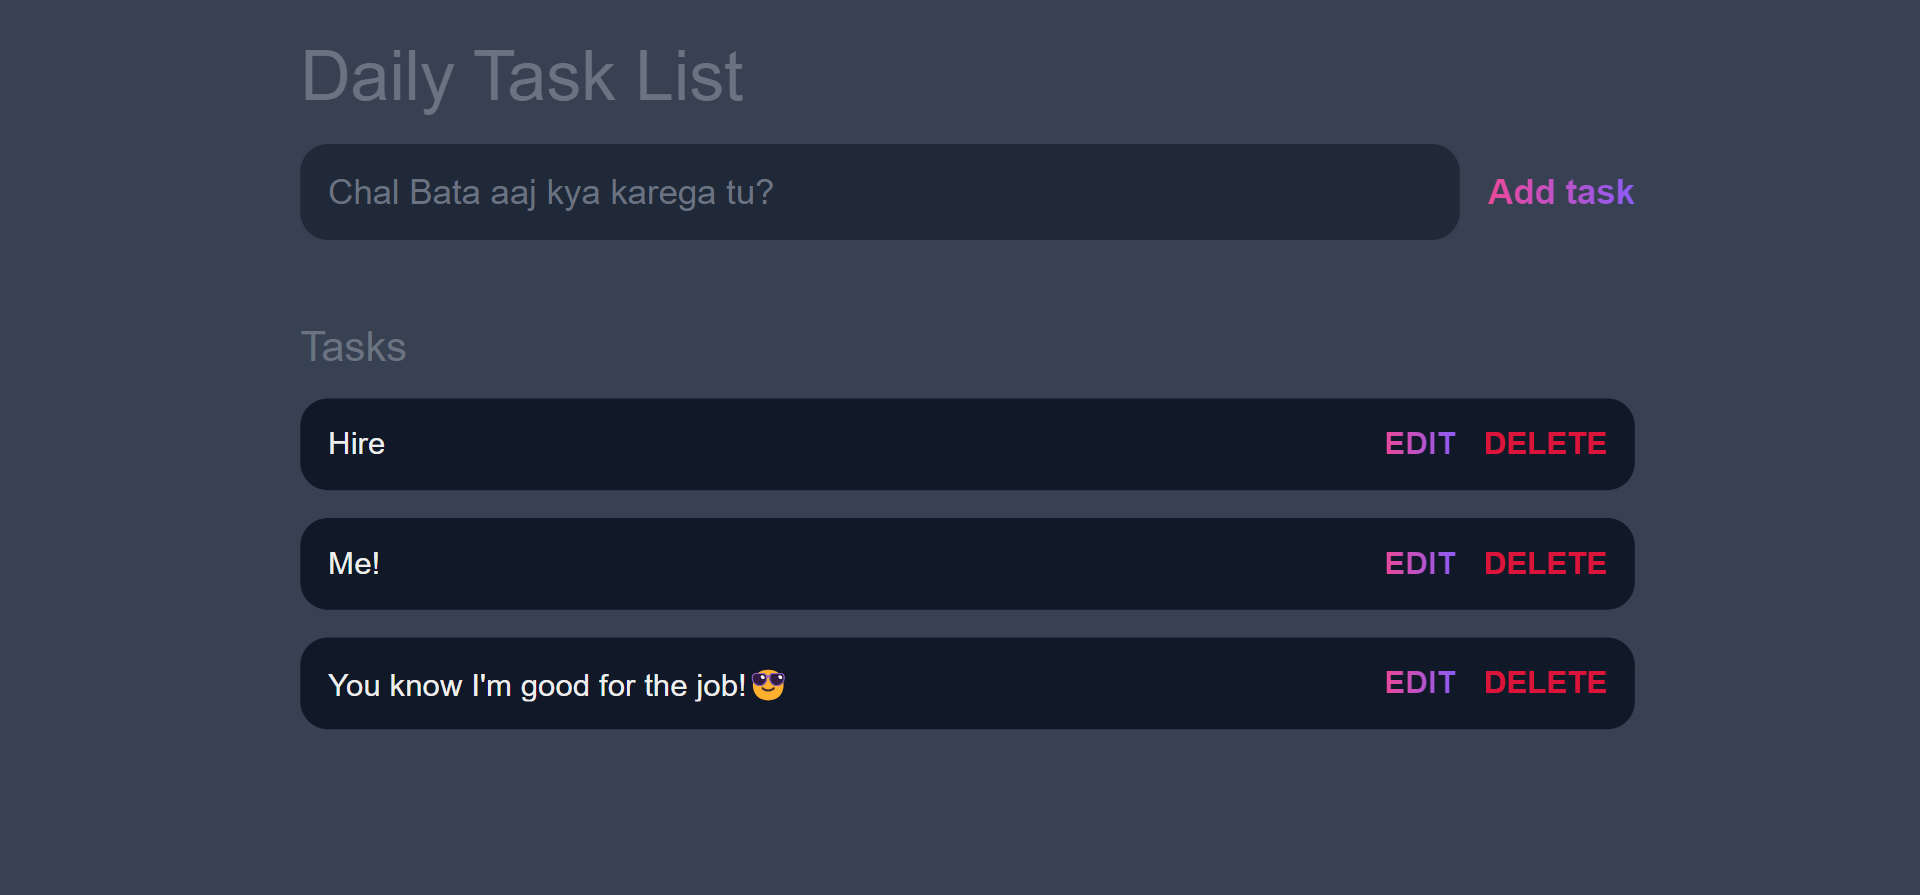 Daily Task List
Chal Bata aaj kya karega tu? Add task
Tasks
Hire EDIT DELETE
Me! EDIT DELETE
You know I'm good for the job!😎 EDIT DELETE